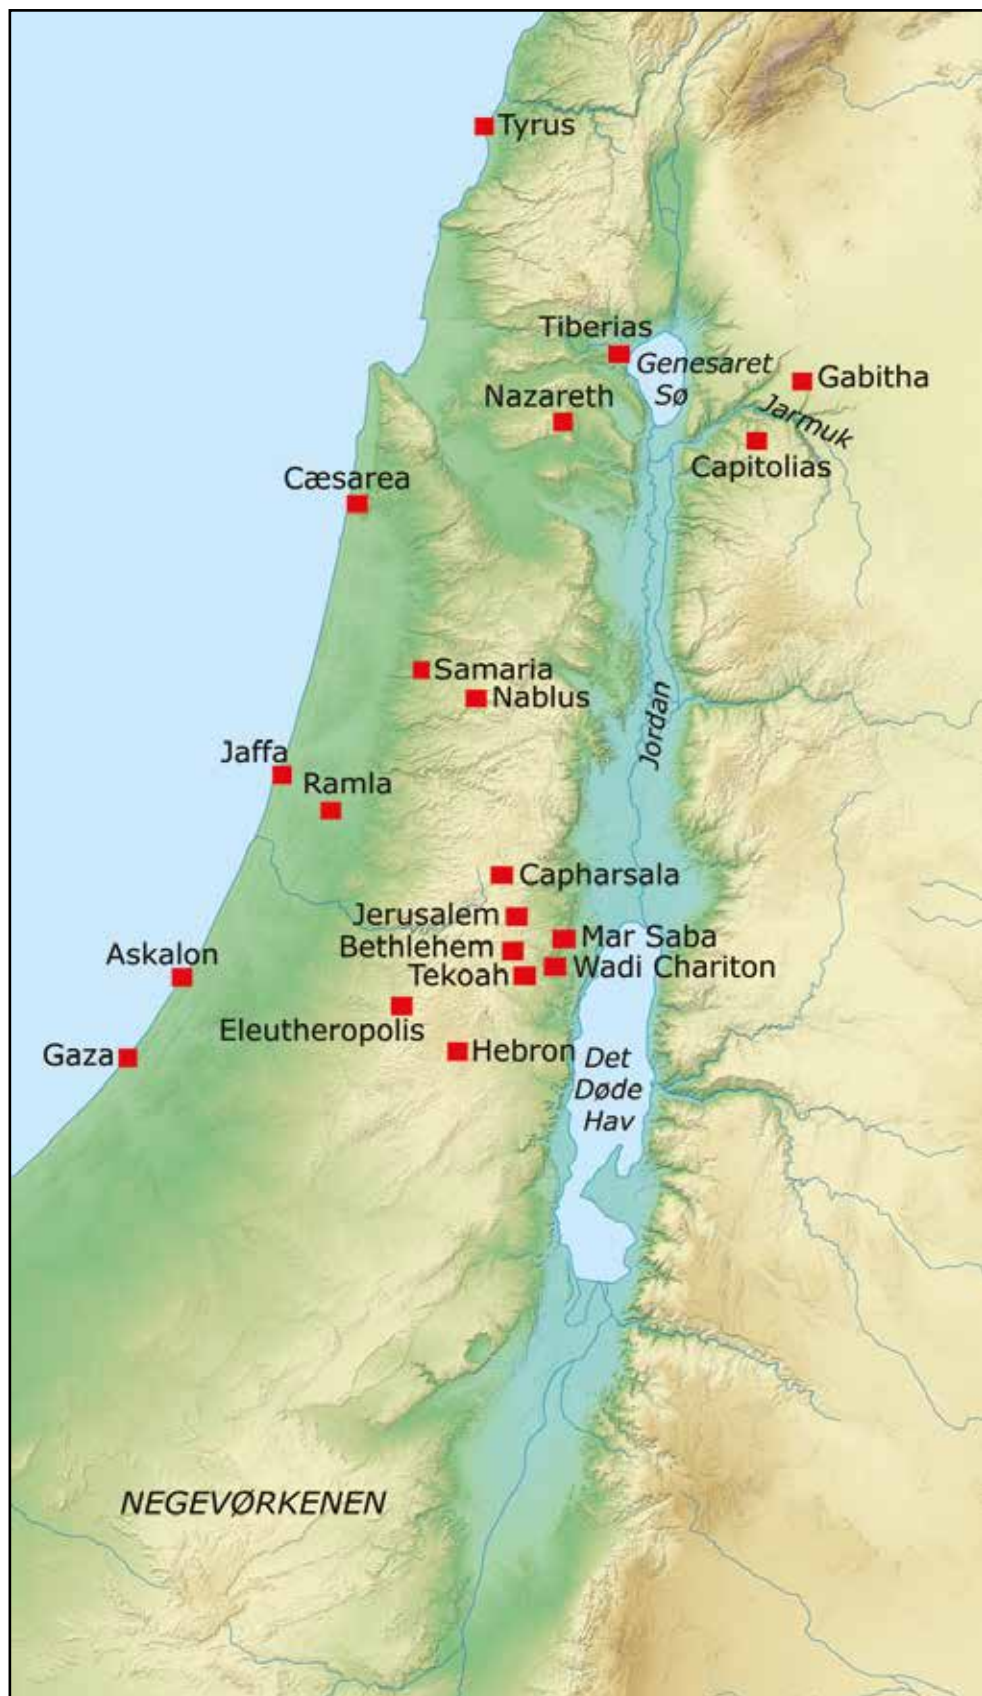 Tyrus
Tiberias
Genesaret
Sø
Gabitha
Nazareth
Jarmuk
Capitolias
Cæsarea
Samaria
Nablus
Jordan
Jaffa
Ramla
Capharsala
Jerusalem
Mar Saba
Bethlehem
Wadi Chariton
Askalon
Tekoah
Eleutheropolis
Gaza
Hebron
Det
Døde
Hav
NEGEVØRKENEN